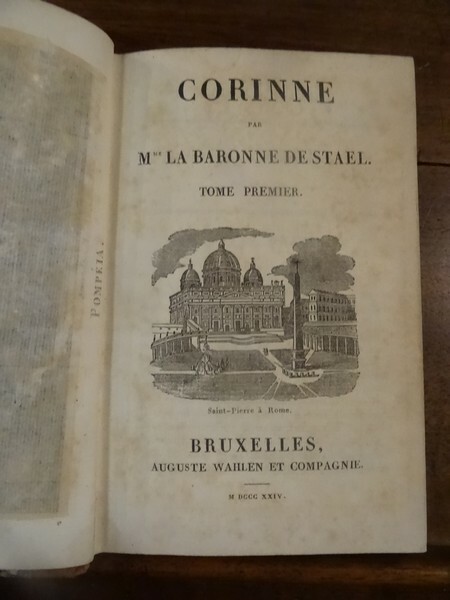 CORINNE
PAR
Mme LA BARONNE DE STAEL.
TOME PREMIER.
POMPÉIA.
Saint-Pierre à Rome.
BRUXELLES,
AUGUSTE WAHLEN ET COMPAGNIE.
M DCCC XXIV.